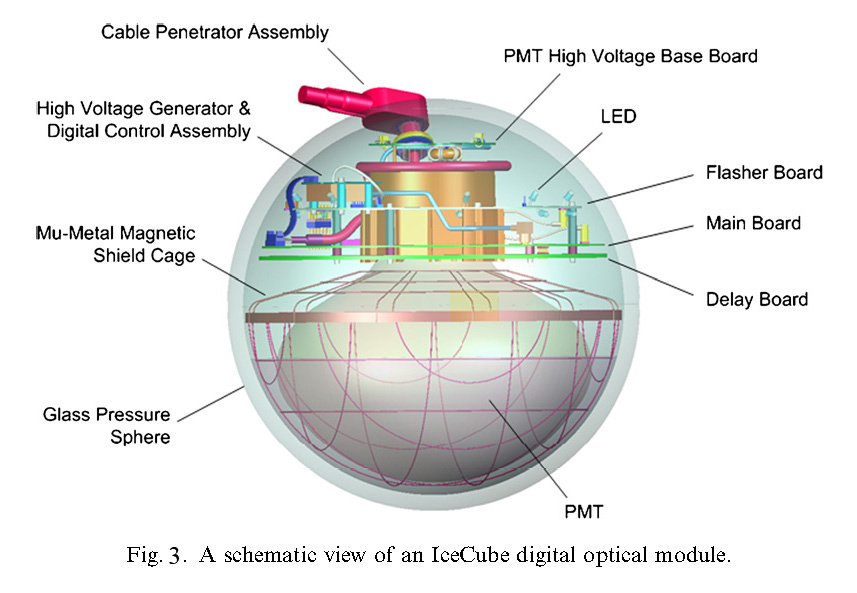 Cable Penetrator Assembly
PMT High Voltage Base Board
High Voltage Generator &
Digital Control Assembly
LED
Flasher Board
Main Board
Mu-Metal Magnetic
Shield Cage
Delay Board
Glass Pressure
Sphere
PMT
Fig. 3. A schematic view of an IceCube digital optical module.